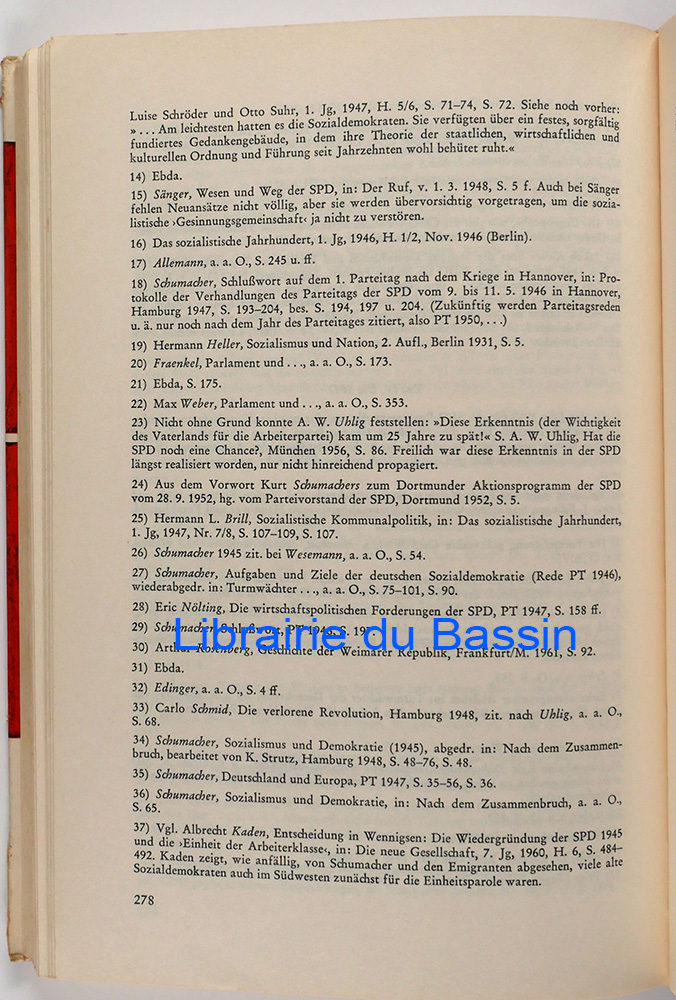 Luise Schröder und Otto Suhr, 1. Jg, 1947, H. 5/6, S. 71–74, S. 72. Siehe noch vorher:
»... Am leichtesten hatten es die Sozialdemokraten. Sie verfügten über ein festes, sorgfältig
fundiertes Gedankengebäude, in dem ihre Theorie der staatlichen, wirtschaftlichen und
kulturellen Ordnung und Führung seit Jahrzehnten wohl behütet ruht.«
14) Ebda.
15) Sänger, Wesen und Weg der SPD, in: Der Ruf, v. 1. 3. 1948, S. 5 f. Auch bei Sänger
fehlen Neuansätze nicht völlig, aber sie werden übervorsichtig vorgetragen, um die sozia-
listische ›Gesinnungsgemeinschaft‹ ja nicht zu verstören.
16) Das sozialistische Jahrhundert, 1. Jg, 1946, H. 1/2, Nov. 1946 (Berlin).
17) Allemann, a. a. O., S. 245 u. ff.
18) Schumacher, Schlußwort auf dem 1. Parteitag nach dem Kriege in Hannover, in: Pro-
tokolle der Verhandlungen des Parteitags der SPD vom 9. bis 11. 5. 1946 in Hannover,
Hamburg 1947, S. 193–204, bes. S. 194, 197 u. 204. (Zukünftig werden Parteitagsreden
u. ä. nur noch nach dem Jahr des Parteitages zitiert, also PT 1950, ...)
19) Hermann Heller, Sozialismus und Nation, 2. Aufl., Berlin 1931, S. 5.
20) Fraenkel, Parlament und ..., a. a. O., S. 173.
21) Ebda, S. 175.
22) Max Weber, Parlament und ..., a. a. O., S. 353.
23) Nicht ohne Grund konnte A. W. Uhlig feststellen: »Diese Erkenntnis (der Wichtigkeit
des Vaterlands für die Arbeiterpartei) kam um 25 Jahre zu spät!« S. A. W. Uhlig, Hat die
SPD noch eine Chance?, München 1956, S. 86. Freilich war diese Erkenntnis in der SPD
längst realisiert worden, nur nicht hinreichend propagiert.
24) Aus dem Vorwort Kurt Schumachers zum Dortmunder Aktionsprogramm der SPD
vom 28. 9. 1952, hg. vom Parteivorstand der SPD, Dortmund 1952, S. 5.
25) Hermann L. Brill, Sozialistische Kommunalpolitik, in: Das sozialistische Jahrhundert,
1. Jg, 1947, Nr. 7/8, S. 107–109, S. 107.
26) Schumacher 1945 zit. bei Wesemann, a. a. O., S. 54.
27) Schumacher, Aufgaben und Ziele der deutschen Sozialdemokratie (Rede PT 1946),
wiederabgedr. in: Turmwächter ..., a. a. O., S. 75–101, S. 90.
28) Eric Nölting, Die wirtschaftspolitischen Forderungen der SPD, PT 1947, S. 158 ff.
29) Schumacher, Schlußwort, PT 1946, S. 197.
Librairie du Bassin
30) Arthur Rosenberg, Geschichte der Weimarer Republik, Frankfurt/M. 1961, S. 92.
31) Ebda.
32) Edinger, a. a. O., S. 4 ff.
33) Carlo Schmid, Die verlorene Revolution, Hamburg 1948, zit. nach Uhlig, a. a. O.,
S. 68.
34) Schumacher, Sozialismus und Demokratie (1945), abgedr. in: Nach dem Zusammen-
bruch, bearbeitet von K. Strutz, Hamburg 1948, S. 48–76, S. 48.
35) Schumacher, Deutschland und Europa, PT 1947, S. 35–56, S. 36.
36) Schumacher, Sozialismus und Demokratie, in: Nach dem Zusammenbruch, a. a. O.,
S. 65.
37) Vgl. Albrecht Kaden, Entscheidung in Wennigsen: Die Wiedergründung der SPD 1945
und die ›Einheit der Arbeiterklasse‹, in: Die neue Gesellschaft, 7. Jg, 1960, H. 6, S. 484–
492. Kaden zeigt, wie anfällig, von Schumacher und den Emigranten abgesehen, viele alte
Sozialdemokraten auch im Südwesten zunächst für die Einheitsparole waren.
278